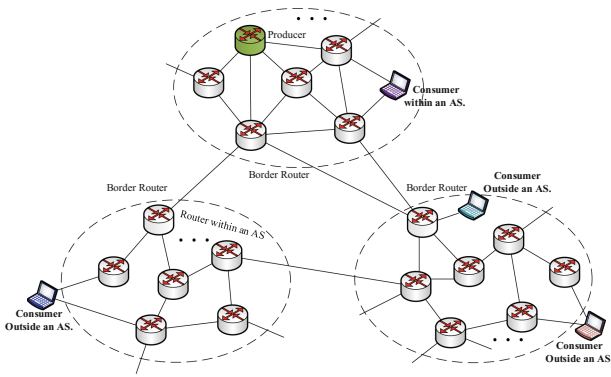 Producer
Consumer
within an AS.
Border Router
Border Router
Border Router
Consumer
Outside an AS.
Router within an AS
Consumer
Outside an AS.
Consumer
Outside an AS